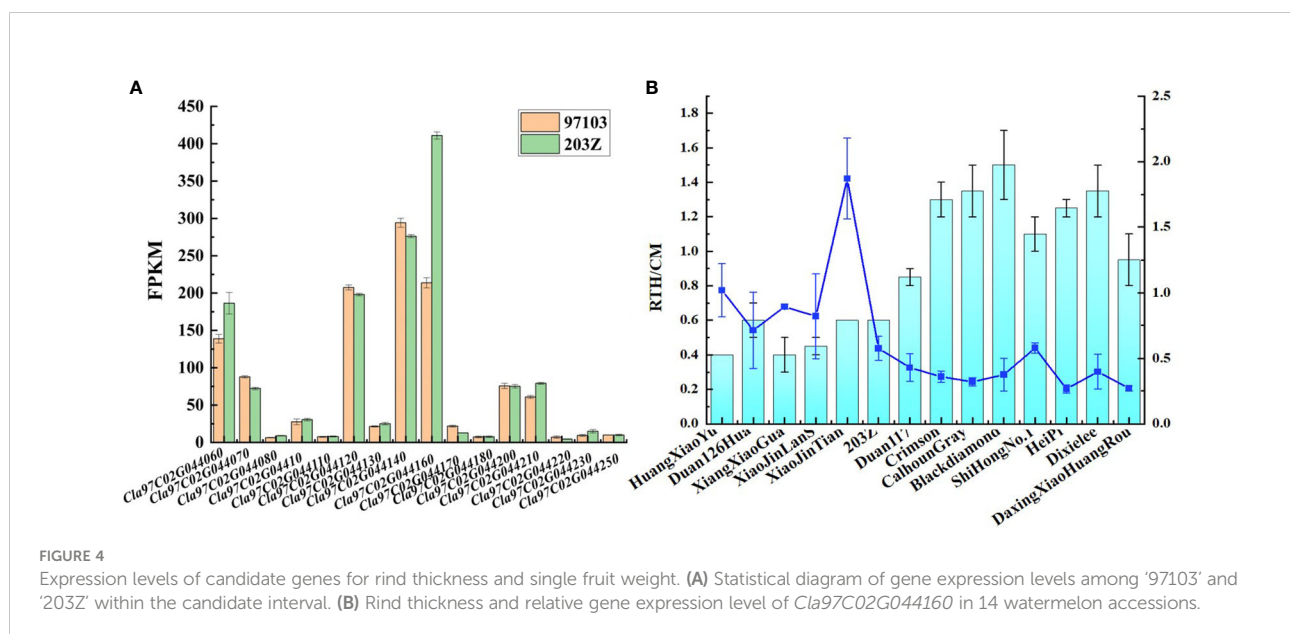 A
450
400
350
300
250
200
150
100
50
0
FPKM
97103
203Z
Cla97C02G044060
Cla97C02G044070
Cla97C02G044080
Cla97C02G04410
Cla97C02G044110
Cla97C02G044120
Cla97C02G044130
Cla97C02G044140
Cla97C02G044160
Cla97C02G044170
Cla97C02G044180
Cla97C02G044200
Cla97C02G044210
Cla97C02G044220
Cla97C02G044230
Cla97C02G044250
B
1.8
1.6
1.4
1.2
1.0
0.8
0.6
0.4
0.2
0.0
RTH/CM
2.5
2.0
1.5
1.0
0.5
0.0
HuangXiaoYu
Duan126Hua
XiangXiaoGua
XiaoJinLanS
XiaoJinTian
203Z
Duan117
Crimson
CalhounGray
Blackdiamono
ShiHongNo,1
HeiPi
Dixielee
DaxingXiaoHuangRou
FIGURE 4
Expression levels of candidate genes for rind thickness and single fruit weight. (A) Statistical diagram of gene expression levels among ‘97103’ and
‘203Z’ within the candidate interval. (B) Rind thickness and relative gene expression level of Cla97C02G044160 in 14 watermelon accessions.